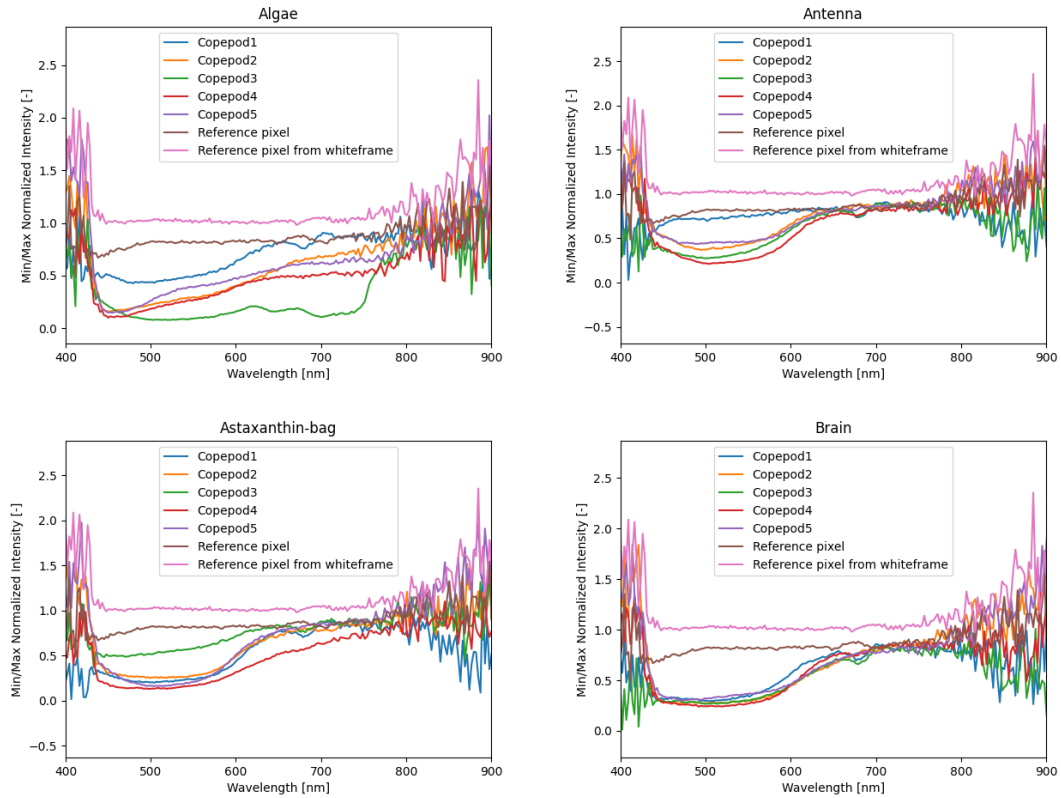 Algae
Min/Max Normalized Intensity [-]
2.5
2.0
1.5
1.0
0.5
0.0
Copepod1
Copepod2
Copepod3
Copepod4
Copepod5
Reference pixel
Reference pixel from whiteframe
400 500 600 700 800 900
Wavelength [nm]
Antenna
Min/Max Normalized Intensity [-]
2.5
2.0
1.5
1.0
0.5
0.0
−0.5
Copepod1
Copepod2
Copepod3
Copepod4
Copepod5
Reference pixel
Reference pixel from whiteframe
400 500 600 700 800 900
Wavelength [nm]
Astaxanthin-bag
Min/Max Normalized Intensity [-]
2.5
2.0
1.5
1.0
0.5
0.0
−0.5
Copepod1
Copepod2
Copepod3
Copepod4
Copepod5
Reference pixel
Reference pixel from whiteframe
400 500 600 700 800 900
Wavelength [nm]
Brain
Min/Max Normalized Intensity [-]
2.5
2.0
1.5
1.0
0.5
0.0
Copepod1
Copepod2
Copepod3
Copepod4
Copepod5
Reference pixel
Reference pixel from whiteframe
400 500 600 700 800 900
Wavelength [nm]